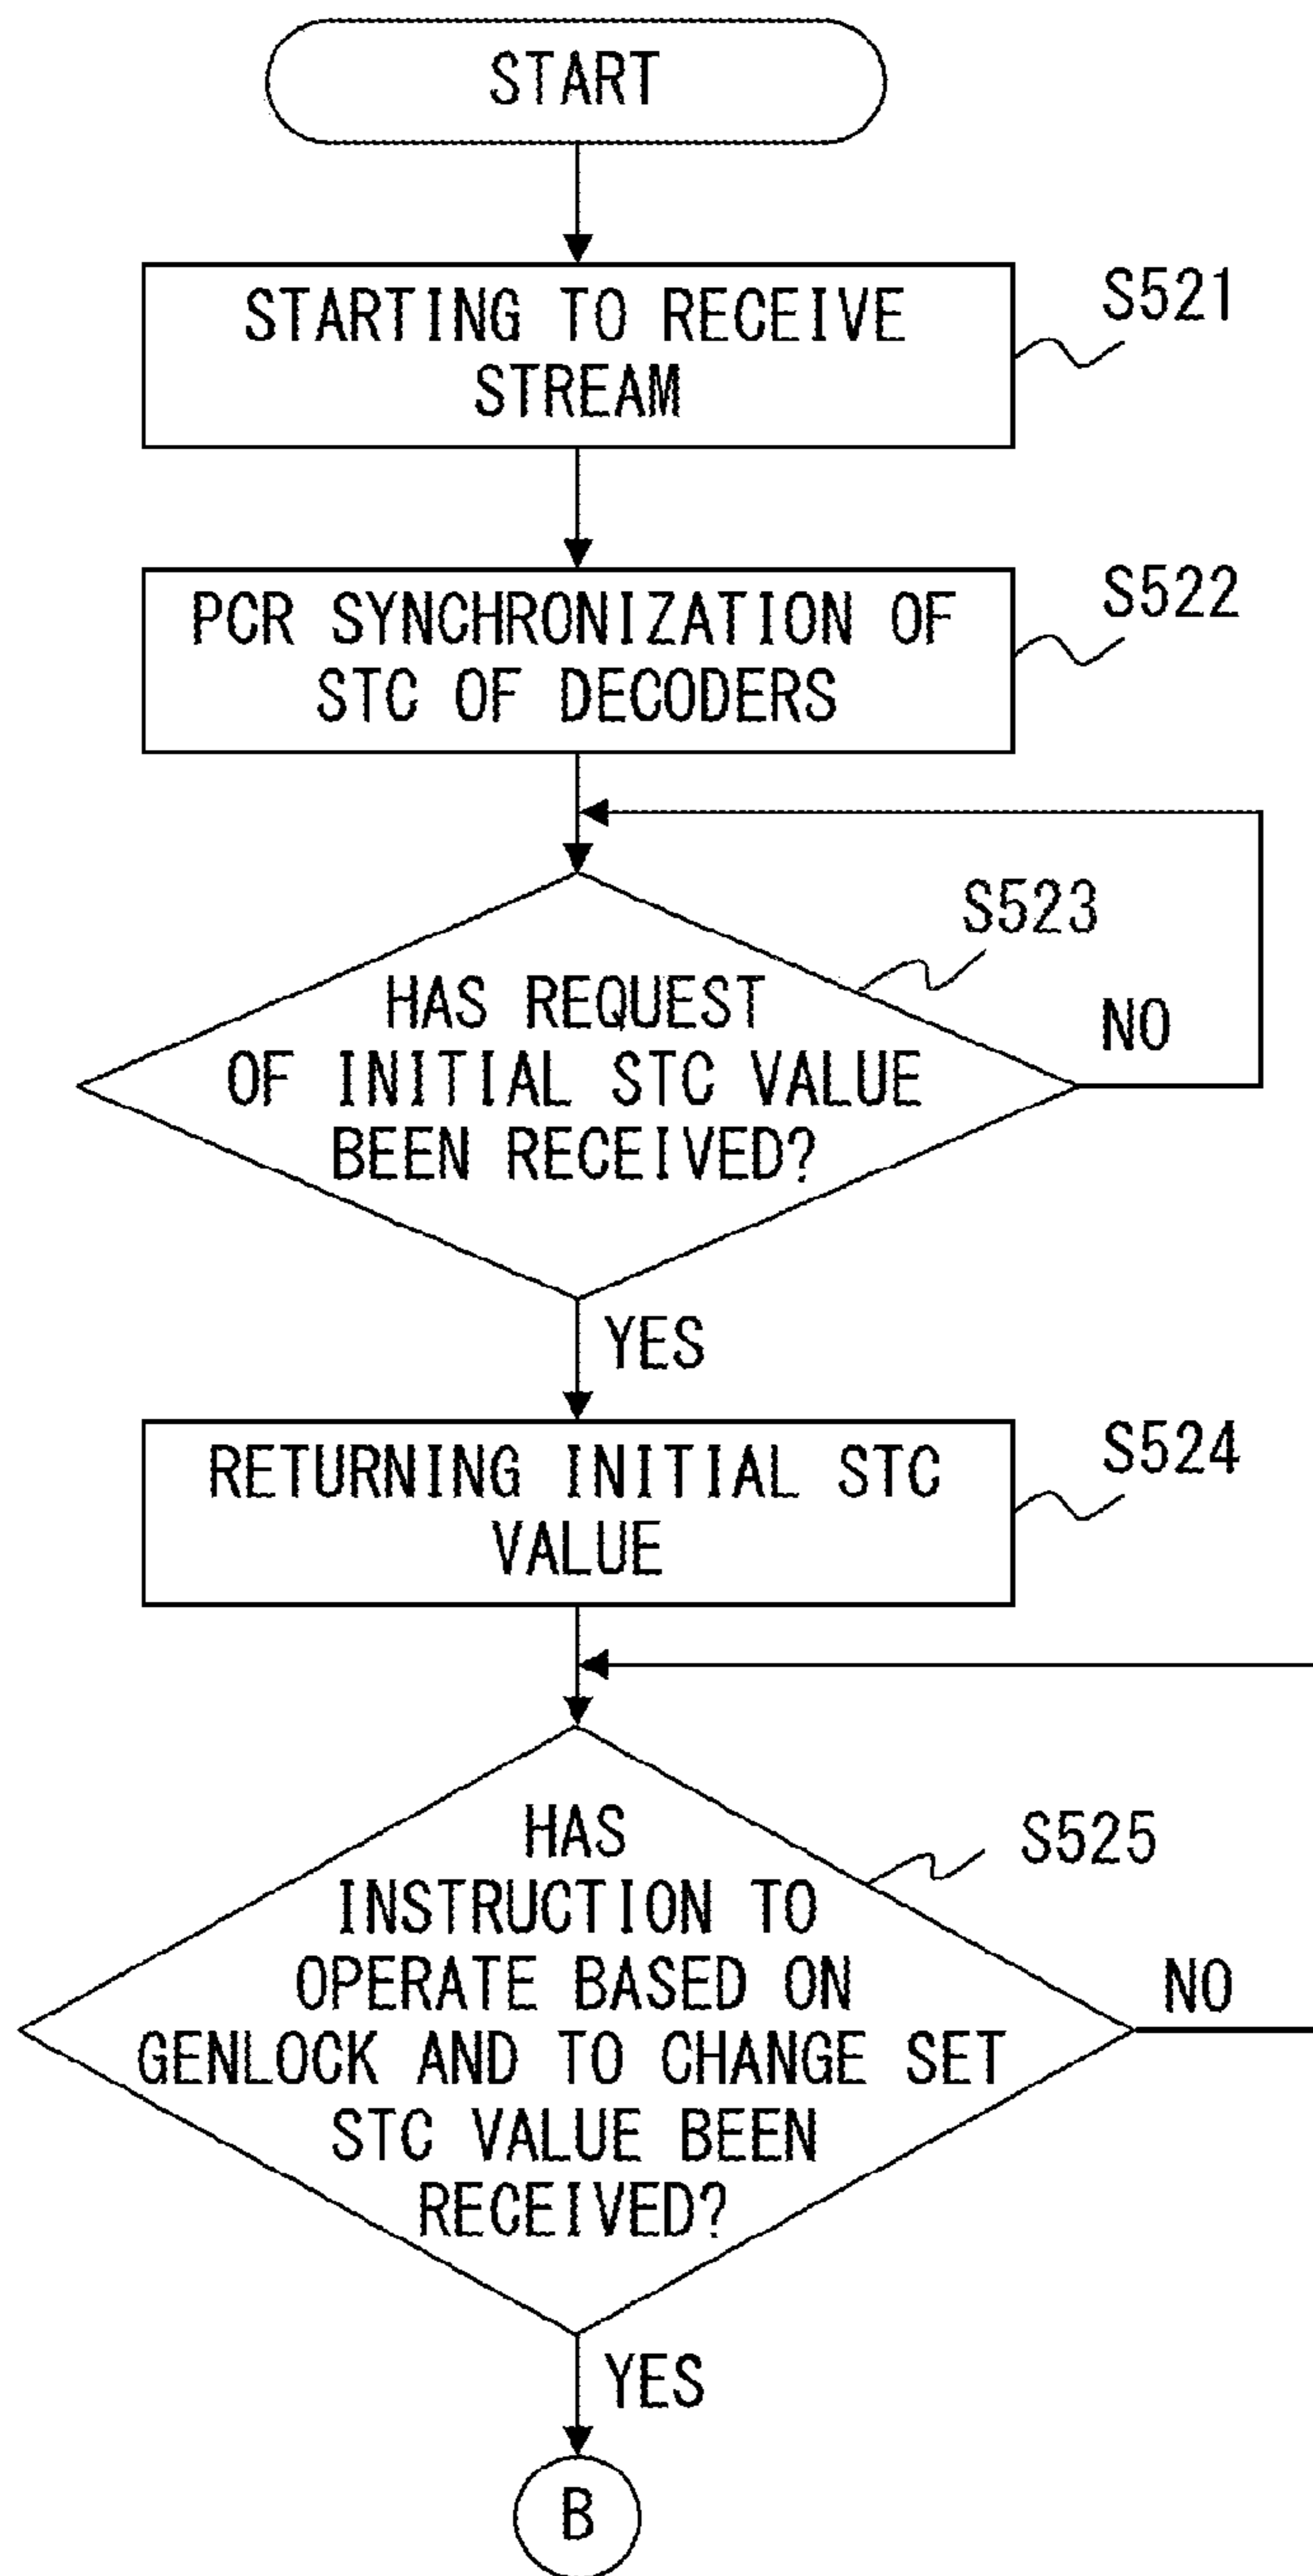 START
STARTING TO RECEIVE
STREAM
S521
PCR SYNCHRONIZATION OF
STC OF DECODERS
S522
S523
HAS REQUEST
OF INITIAL STC VALUE
BEEN RECEIVED?
NO
YES
RETURNING INITIAL STC
VALUE
S524
S525
HAS
INSTRUCTION TO
OPERATE BASED ON
GENLOCK AND TO CHANGE SET
STC VALUE BEEN
RECEIVED?
NO
YES
B